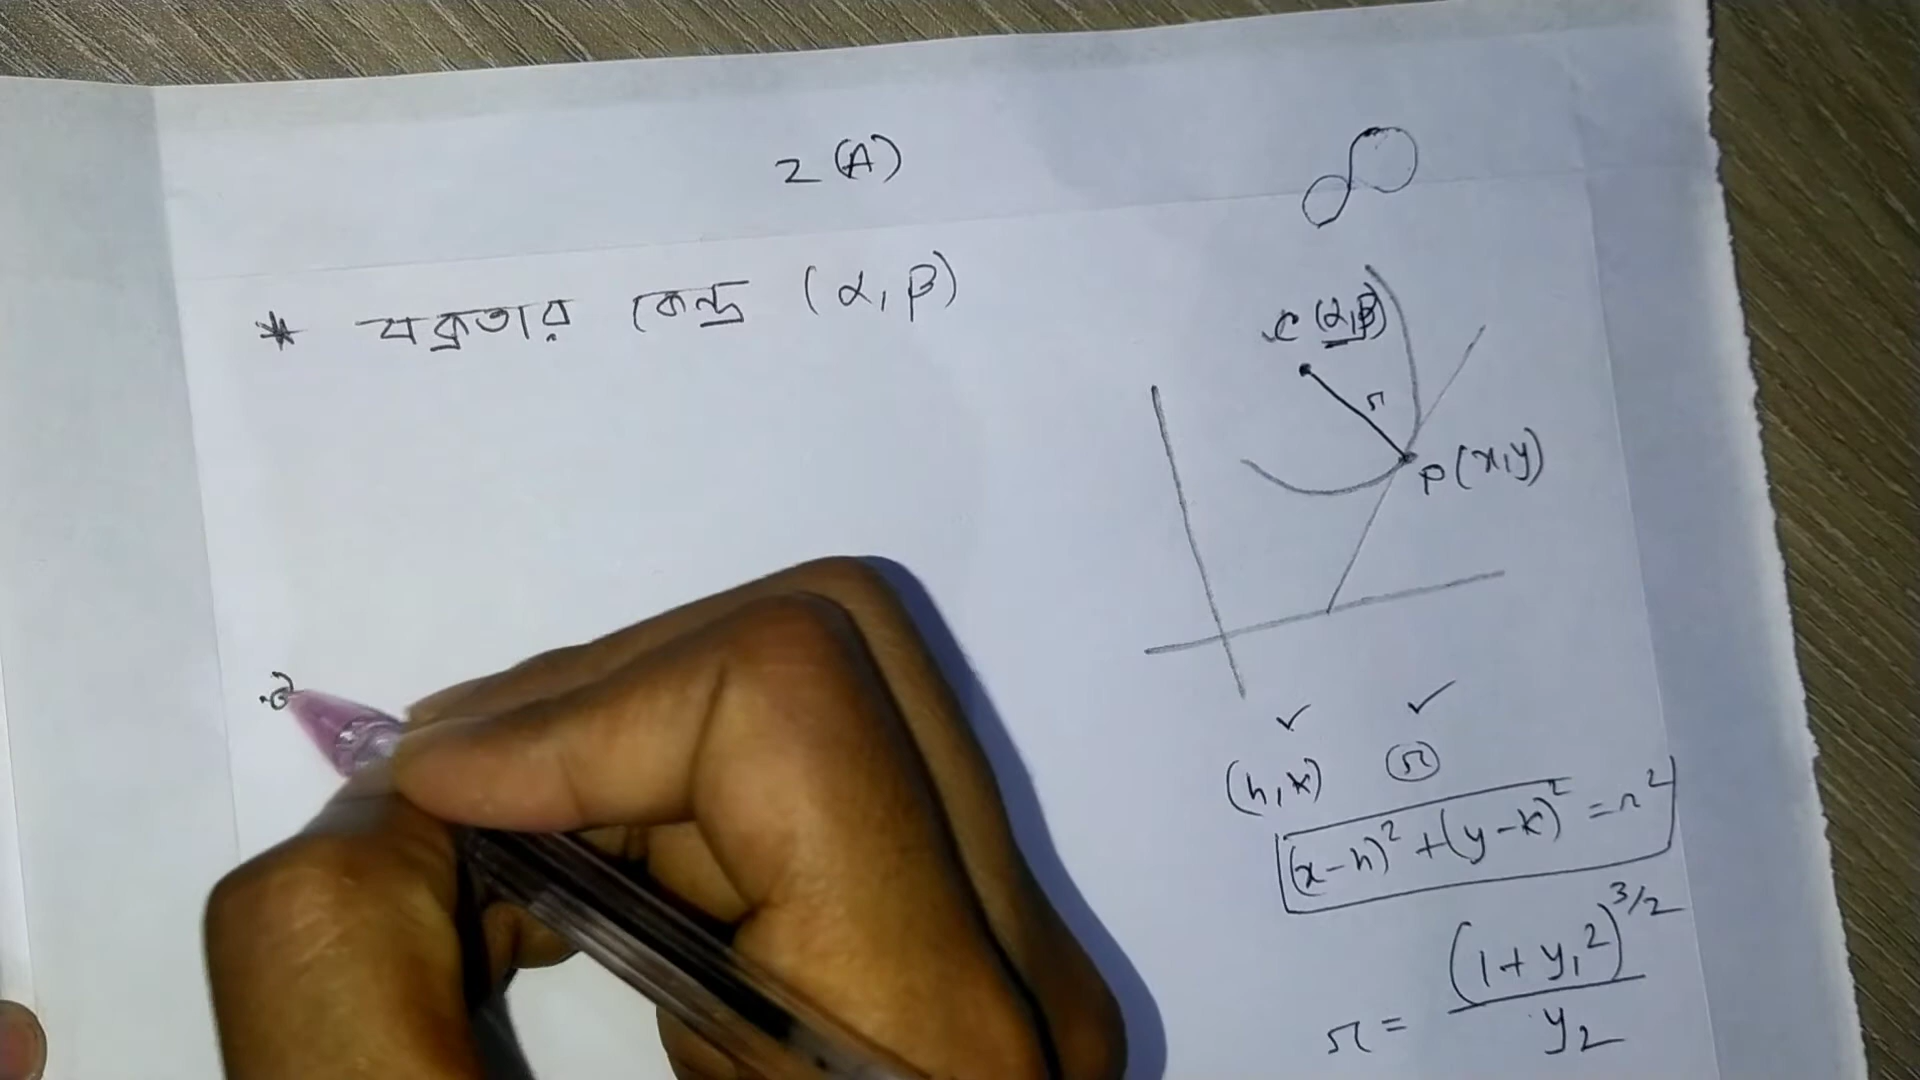 2 (A)
* বক্রতার কেন্দ্র (α, β)
C (α, β)
r
P (x, y)
✓ ✓
(h, k) r
(x-h)² + (y-k)² = r²
r = (1 + y₁²)^3/2 / y₂